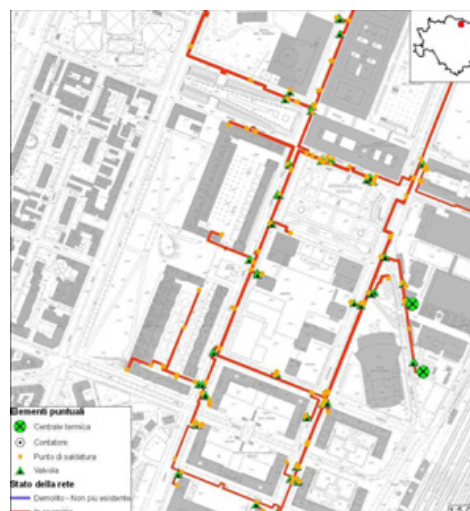 Elementi puntuali
Centrale termica
Contatore
Punto di saldatura
Valvola
Stato della rete
Demolito - Non più esistente